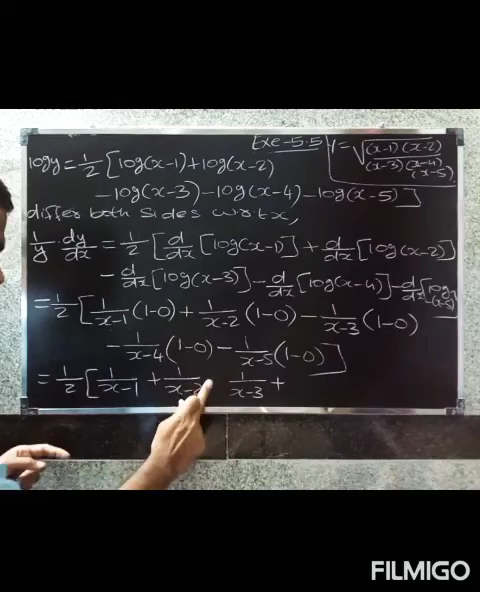 Exe-5.5
y = √((x-1)(x-2)/(x-3)(x-4)(x-5))
log y = 1/2 [log(x-1) + log(x-2)
- log(x-3) - log(x-4) - log(x-5)]
differ both sides w r t x,
1/y . dy/dx = 1/2 [d/dx [log(x-1)] + d/dx [log(x-2)]
- d/dx [log(x-3)] - d/dx [log(x-4)] - d/dx [log(x-5)]
= 1/2 [1/(x-1) (1-0) + 1/(x-2) (1-0) - 1/(x-3) (1-0)
- 1/(x-4) (1-0) - 1/(x-5) (1-0)]
= 1/2 [1/(x-1) + 1/ 1/(x-3) +
FILMIGO